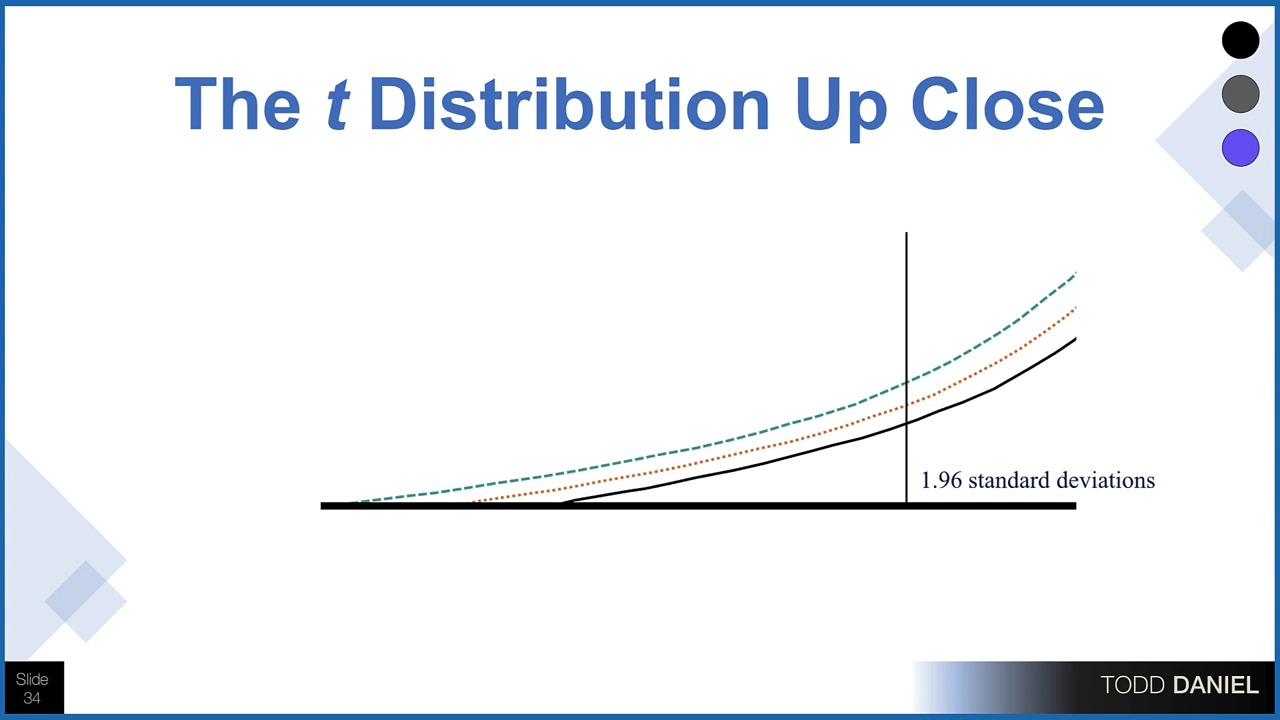 The t Distribution Up Close
1.96 standard deviations
Slide
34
TODD DANIEL